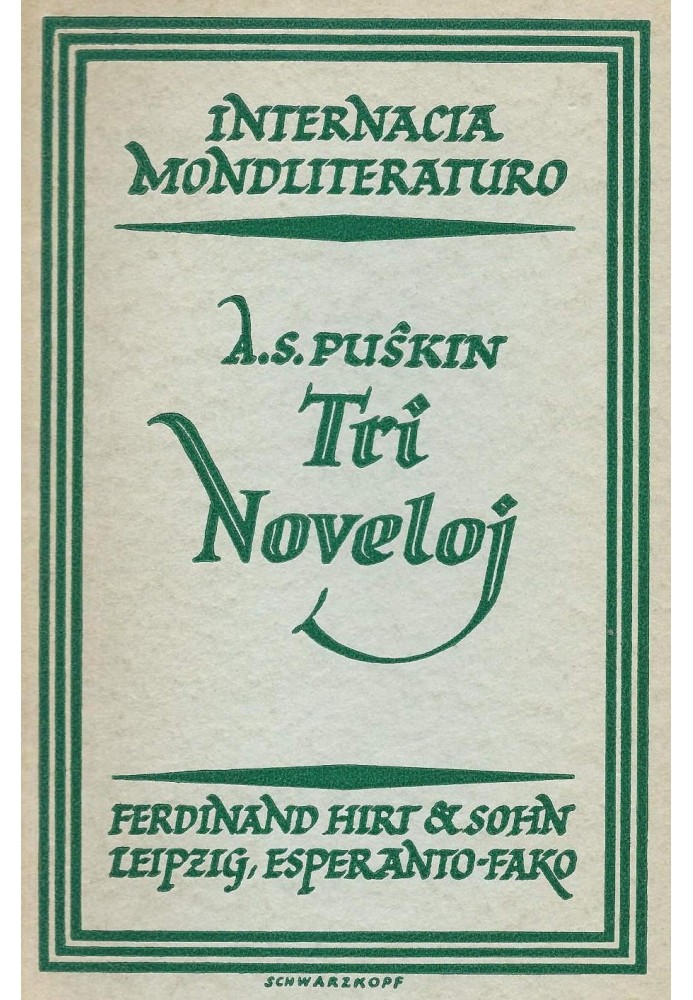 INTERNACIA
MONDLITERATURO
A.S.PUŜKIN
Tri
Noveloj
FERDINAND HIRT & SOHN
LEIPZIG, ESPERANTO-FAKO
SCHWARZKOPF